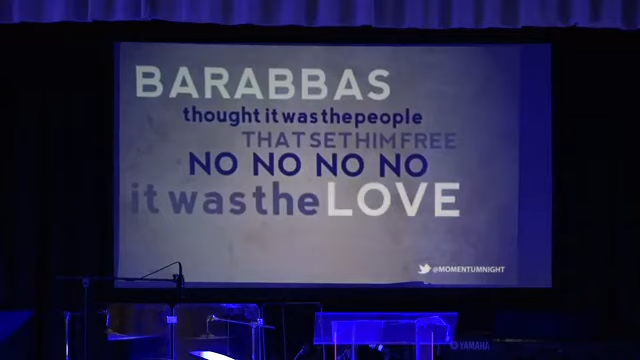 BARABBAS
thought it was the people
THAT SET HIM FREE
NO NO NO NO
it was the LOVE
@MOMENTUMNIGHT
YAMAHA